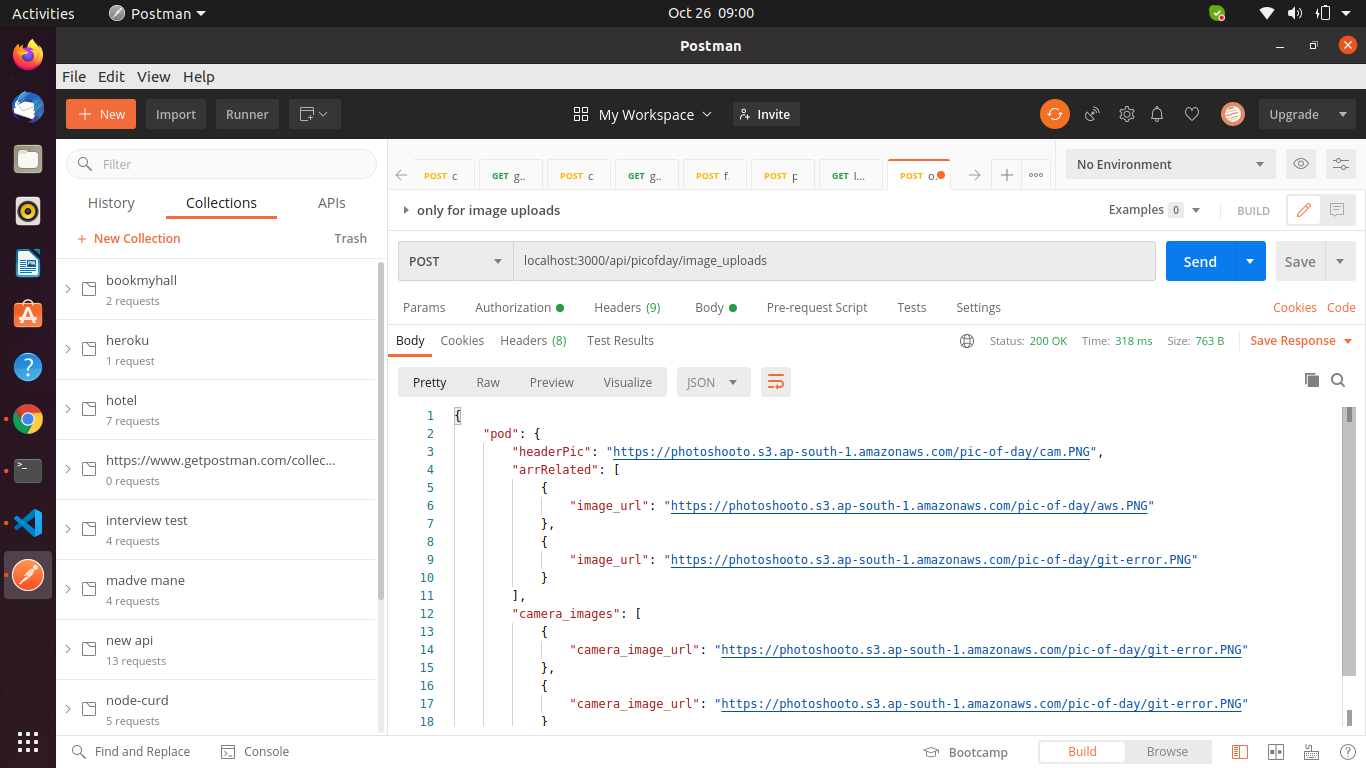 Activities Postman Oct 26 09:00
Postman
File Edit View Help
New Import Runner My Workspace Invite Upgrade
Filter
History Collections APIs
New Collection Trash
bookmyhall
2 requests
heroku
1 request
hotel
7 requests
https://www.getpostman.com/collec...
0 requests
interview test
4 requests
madve mane
4 requests
new api
13 requests
node-curd
5 requests
POST c GET g.. POST c GET g.. POST f. POST p GET l... POST o. No Environment
only for image uploads Examples 0 BUILD
POST localhost:3000/api/picofday/image_uploads Send Save
Params Authorization Headers (9) Body Pre-request Script Tests Settings Cookies Code
Body Cookies Headers (8) Test Results Status: 200 OK Time: 318 ms Size: 763 B Save Response
Pretty Raw Preview Visualize JSON
1 {
2 "pod": {
3 "headerPic": "https://photoshooto.s3.ap-south-1.amazonaws.com/pic-of-day/cam.PNG",
4 "arrRelated": [
5 {
6 "image_url": "https://photoshooto.s3.ap-south-1.amazonaws.com/pic-of-day/aws.PNG"
7 },
8 {
9 "image_url": "https://photoshooto.s3.ap-south-1.amazonaws.com/pic-of-day/git-error.PNG"
10 }
11 ],
12 "camera_images": [
13 {
14 "camera_image_url": "https://photoshooto.s3.ap-south-1.amazonaws.com/pic-of-day/git-error.PNG"
15 },
16 {
17 "camera_image_url": "https://photoshooto.s3.ap-south-1.amazonaws.com/pic-of-day/git-error.PNG"
18 }
Find and Replace Console Bootcamp Build Browse